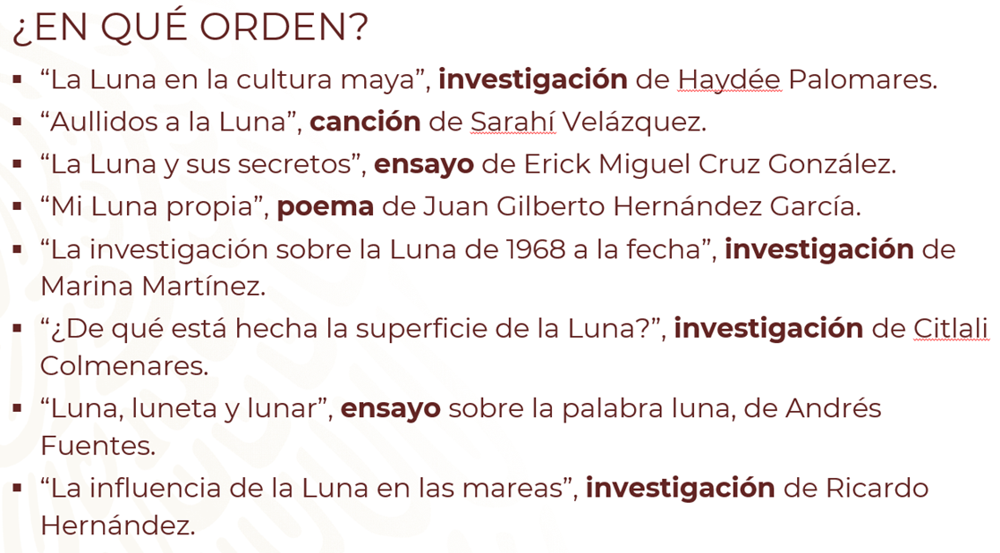 ¿EN QUÉ ORDEN?
▪ “La Luna en la cultura maya”, investigación de Haydée Palomares.
▪ “Aullidos a la Luna”, canción de Sarahí Velázquez.
▪ “La Luna y sus secretos”, ensayo de Erick Miguel Cruz González.
▪ “Mi Luna propia”, poema de Juan Gilberto Hernández García.
▪ “La investigación sobre la Luna de 1968 a la fecha”, investigación de
Marina Martínez.
▪ “¿De qué está hecha la superficie de la Luna?”, investigación de Citlali
Colmenares.
▪ “Luna, luneta y lunar”, ensayo sobre la palabra luna, de Andrés
Fuentes.
▪ “La influencia de la Luna en las mareas”, investigación de Ricardo
Hernández.